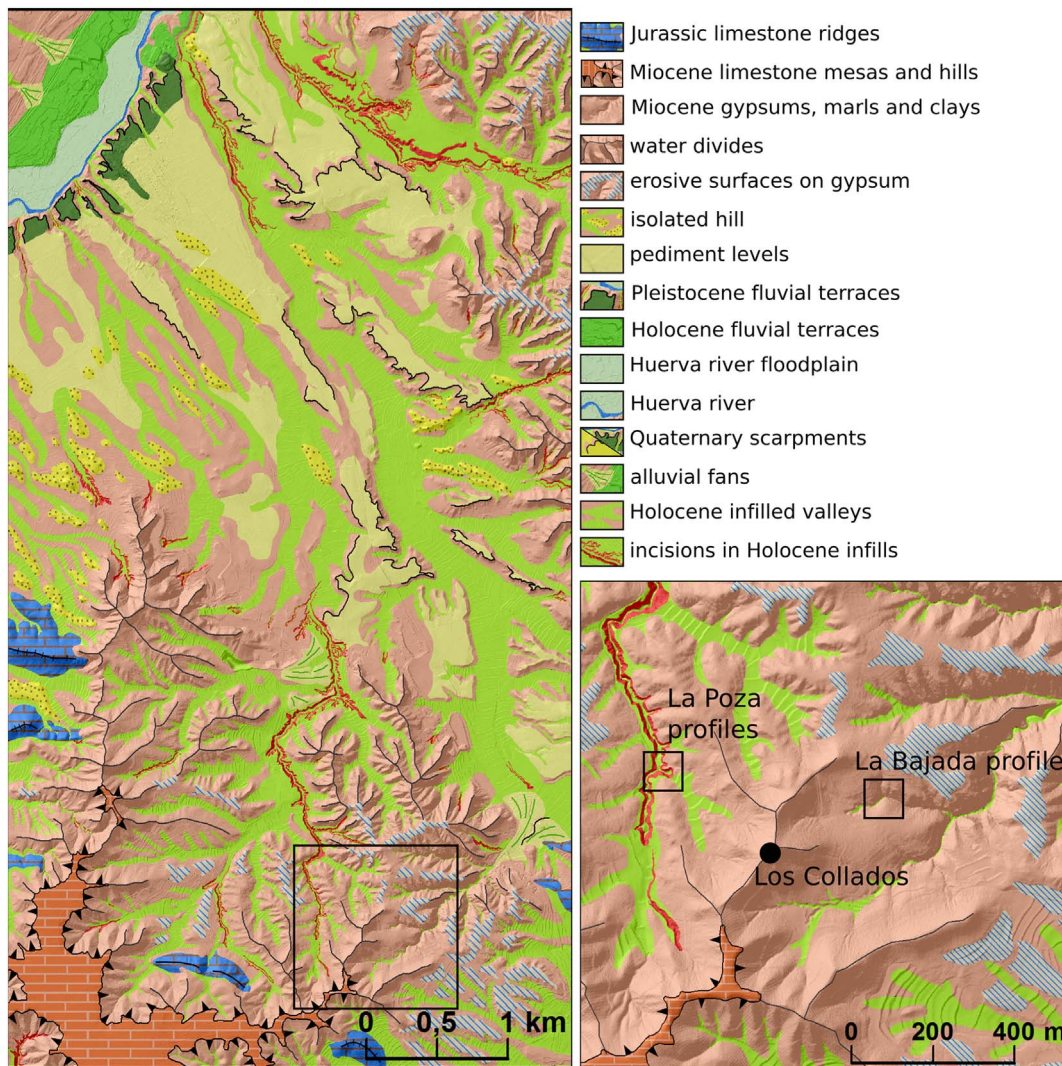 Jurassic limestone ridges
Miocene limestone mesas and hills
Miocene gypsums, marls and clays
water divides
erosive surfaces on gypsum
isolated hill
pediment levels
Pleistocene fluvial terraces
Holocene fluvial terraces
Huerva river floodplain
Huerva river
Quaternary scarpments
alluvial fans
Holocene infilled valleys
incisions in Holocene infills
La Poza
profiles
La Bajada profile
Los Collados
0 0,5 1 km
0 200 400 m